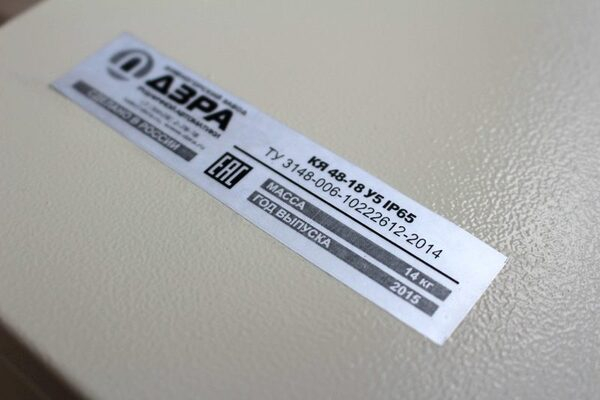 ДЗРА
СДЕЛАНО В РОССИИ
ЕАС
КЯ 48-18 У5 IP65
ТУ 3148-006-10222612-2014
МАССА 14 кг
ГОД ВЫПУСКА 2015